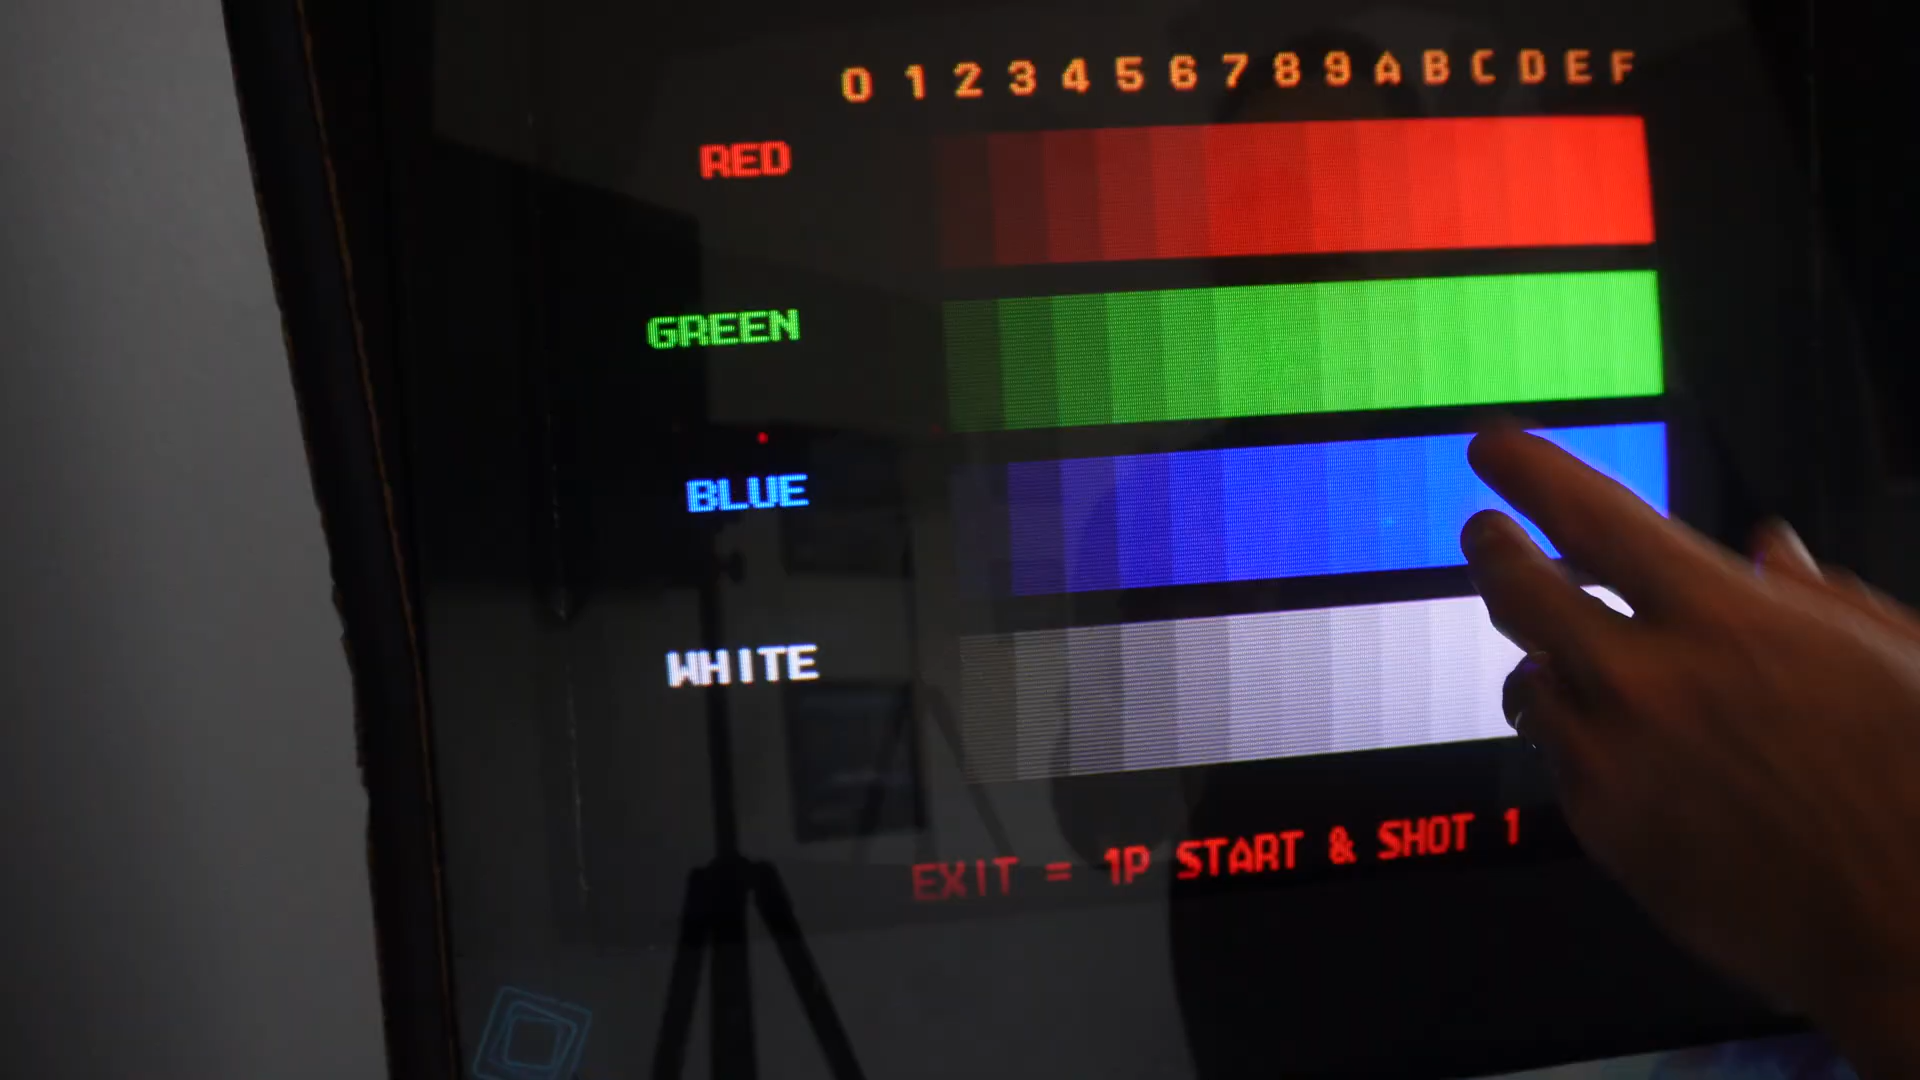 0 1 2 3 4 5 6 7 8 9 A B C D E F
RED
GREEN
BLUE
WHITE
EXIT = 1P START & SHOT 1